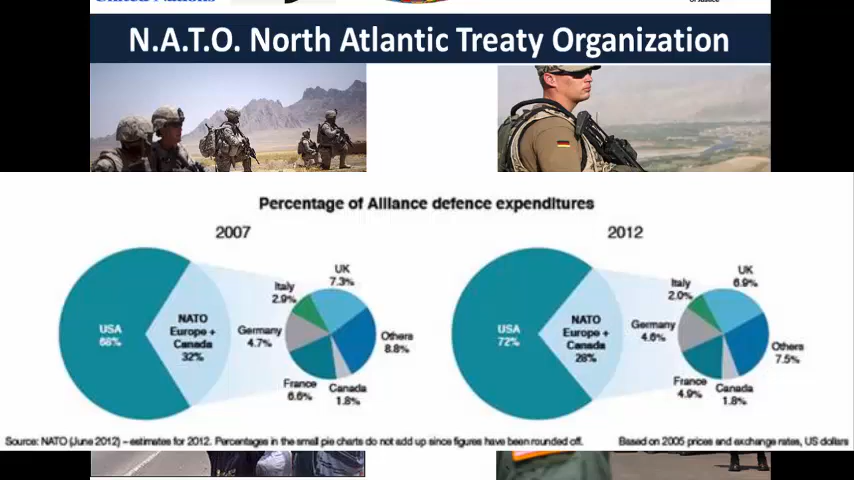 United Nations
of Justice
N.A.T.O. North Atlantic Treaty Organization
Percentage of Alliance defence expenditures
2007
2012
UK
7.3%
Italy
2.9%
USA
68%
NATO
Europe +
Canada
32%
Germany
4.7%
Others
8.8%
France
6.6%
Canada
1.8%
UK
6.9%
Italy
2.0%
USA
72%
NATO
Europe +
Canada
28%
Germany
4.6%
Others
7.5%
France
4.9%
Canada
1.8%
Source: NATO (June 2012) – estimates for 2012. Percentages in the small pie charts do not add up since figures have been rounded off.
Based on 2005 prices and exchange rates, US dollars